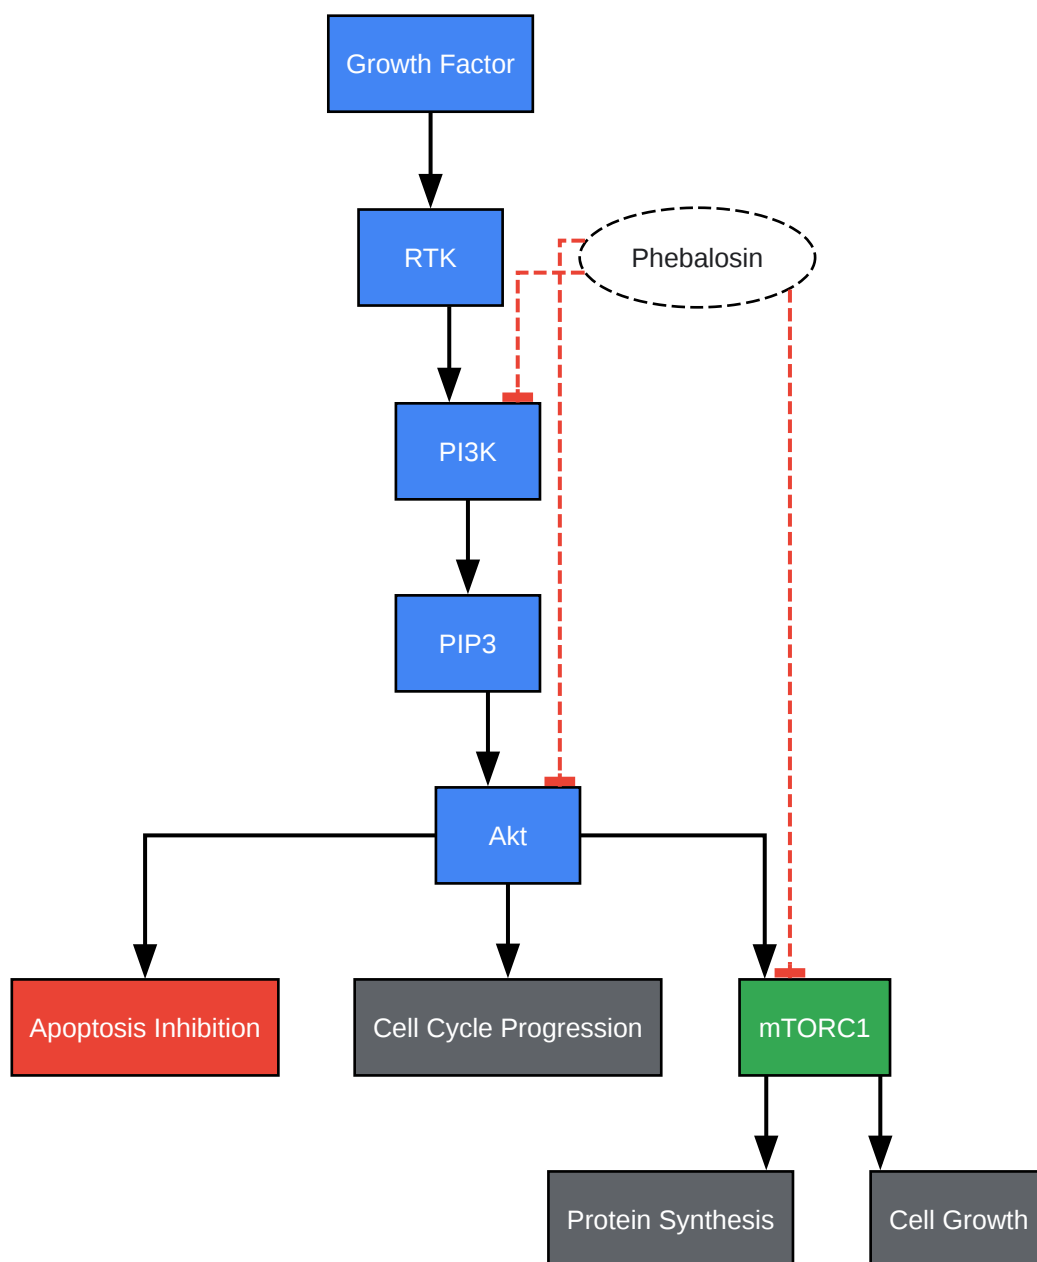 Growth Factor
RTK
Phebalosin
PI3K
PIP3
Akt
Apoptosis Inhibition
Cell Cycle Progression
mTORC1
Protein Synthesis
Cell Growth